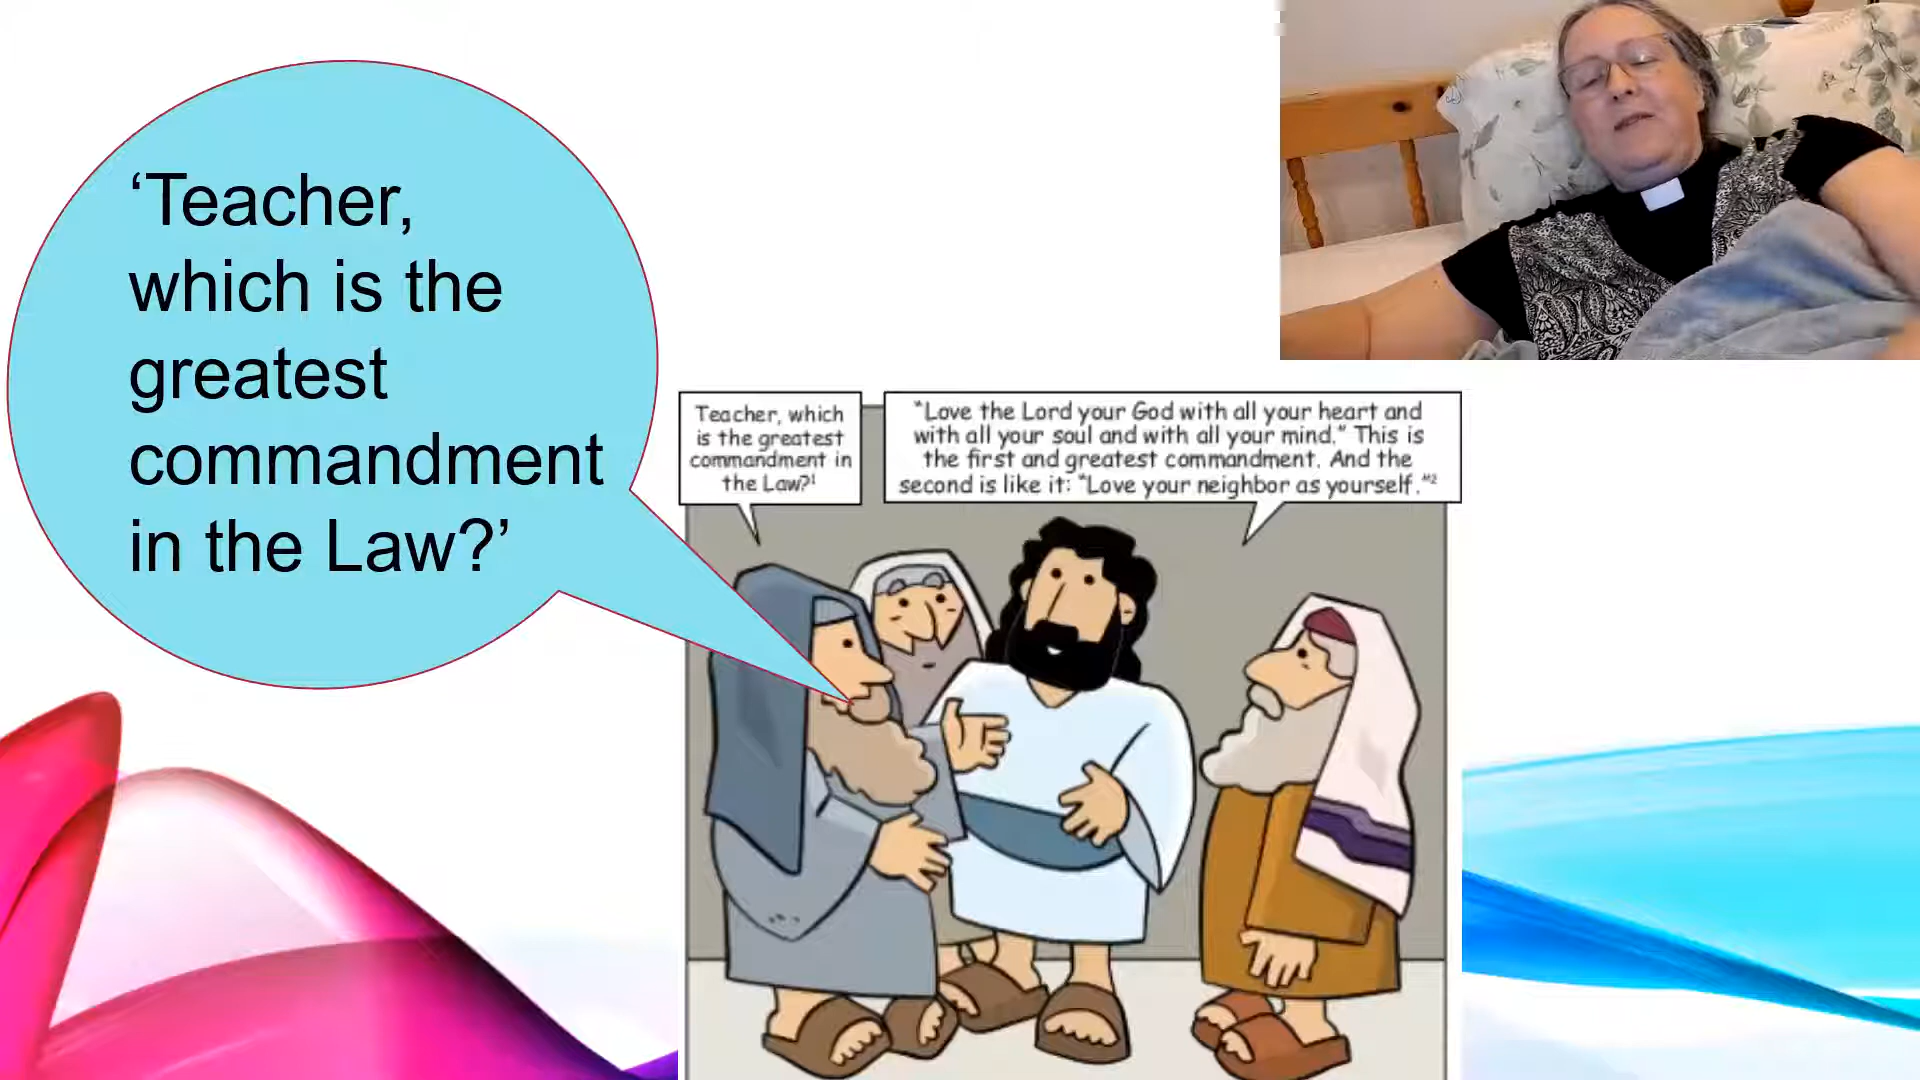 ‘Teacher,
which is the
greatest
commandment
in the Law?’
Teacher, which
is the greatest
commandment in
the Law?¹
“Love the Lord your God with all your heart and
with all your soul and with all your mind.” This is
the first and greatest commandment. And the
second is like it: “Love your neighbor as yourself.”²